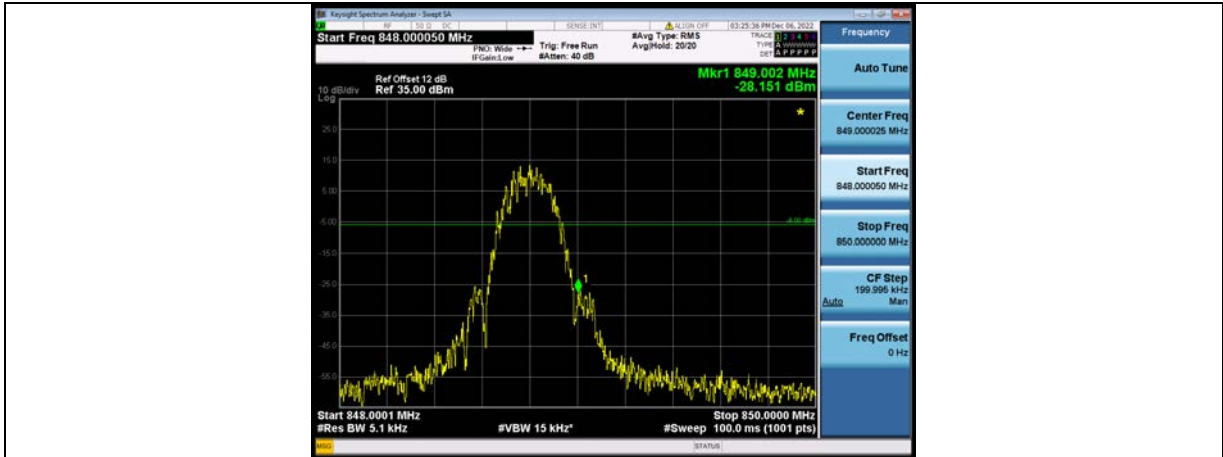 Keysight Spectrum Analyzer - Swept SA
RF 50 Ω DC SENSE:INT ALIGN OFF 03:25:36 PM Dec 06, 2022
Start Freq 848.000050 MHz
PNO: Wide
IFGain:Low
Trig: Free Run
#Atten: 40 dB
#Avg Type: RMS
Avg|Hold: 20/20
TRACE 1 2 3 4 5 6
TYPE A WWWWW
DET A P P P P P
Frequency
Mkr1 849.002 MHz
-28.151 dBm
Ref Offset 12 dB
10 dB/div Ref 35.00 dBm
Log
25.0
15.0
5.00
-5.00
-15.0
-25.0
-35.0
-45.0
-55.0
1
Start 848.0001 MHz
Stop 850.0000 MHz
#Res BW 5.1 kHz
#VBW 15 kHz*
#Sweep 100.0 ms (1001 pts)
MSG
STATUS
Auto Tune
Center Freq
849.000025 MHz
Start Freq
848.000050 MHz
Stop Freq
850.000000 MHz
CF Step
199.995 kHz
Auto Man
Freq Offset
0 Hz